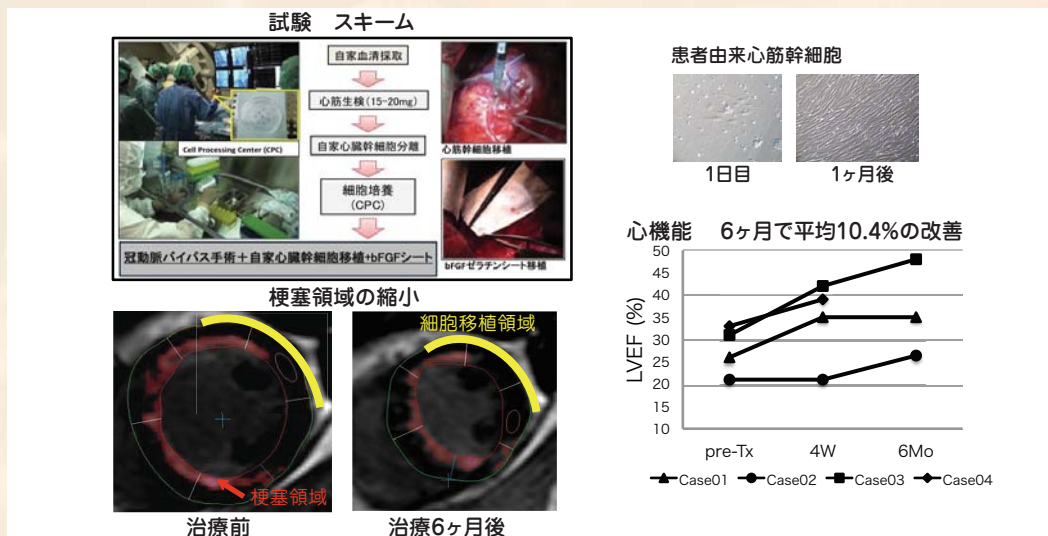 試験　スキーム
Cell Processing Center (CPC)
自家血清採取
心筋生検(15-20mg)
自家心臓幹細胞分離
細胞培養
(CPC)
心筋幹細胞移植
bFGFゼラチンシート移植
冠動脈バイパス手術＋自家心臓幹細胞移植+bFGFシート
患者由来心筋幹細胞
1日目
1ヶ月後
梗塞領域の縮小
細胞移植領域
梗塞領域
治療前
治療6ヶ月後
心機能　6ヶ月で平均10.4%の改善
LVEF (%)
50
45
40
35
30
25
20
15
10
pre-Tx
4W
6Mo
Case01
Case02
Case03
Case04